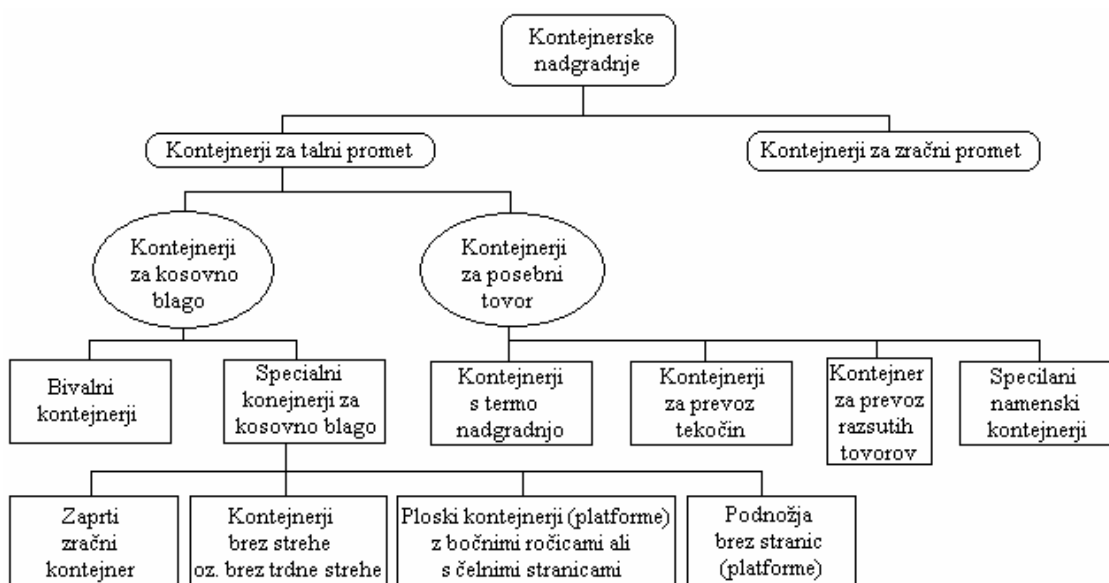 Kontejnerske
nadgradnje
Kontejnerji za talni promet
Kontejnerji za zračni promet
Kontejnerji
za kosovno
blago
Kontejnerji
za posebni
tovor
Bivalni
kontejnerji
Specialni
konejnerji za
kosovno blago
Kontejnerji
s termo
nadgradnjo
Kontejnerji
za prevoz
tekočin
Kontejner
za prevoz
razsutih
tovorov
Specilani
namenski
kontejnerji
Zaprti
zračni
kontejner
Kontejnerji
brez strehe
oz. brez trdne strehe
Ploski kontejnerji (platforme)
z bočnimi ročicami ali
s čelnimi stranicami
Podnožja
brez stranic
(platforme)